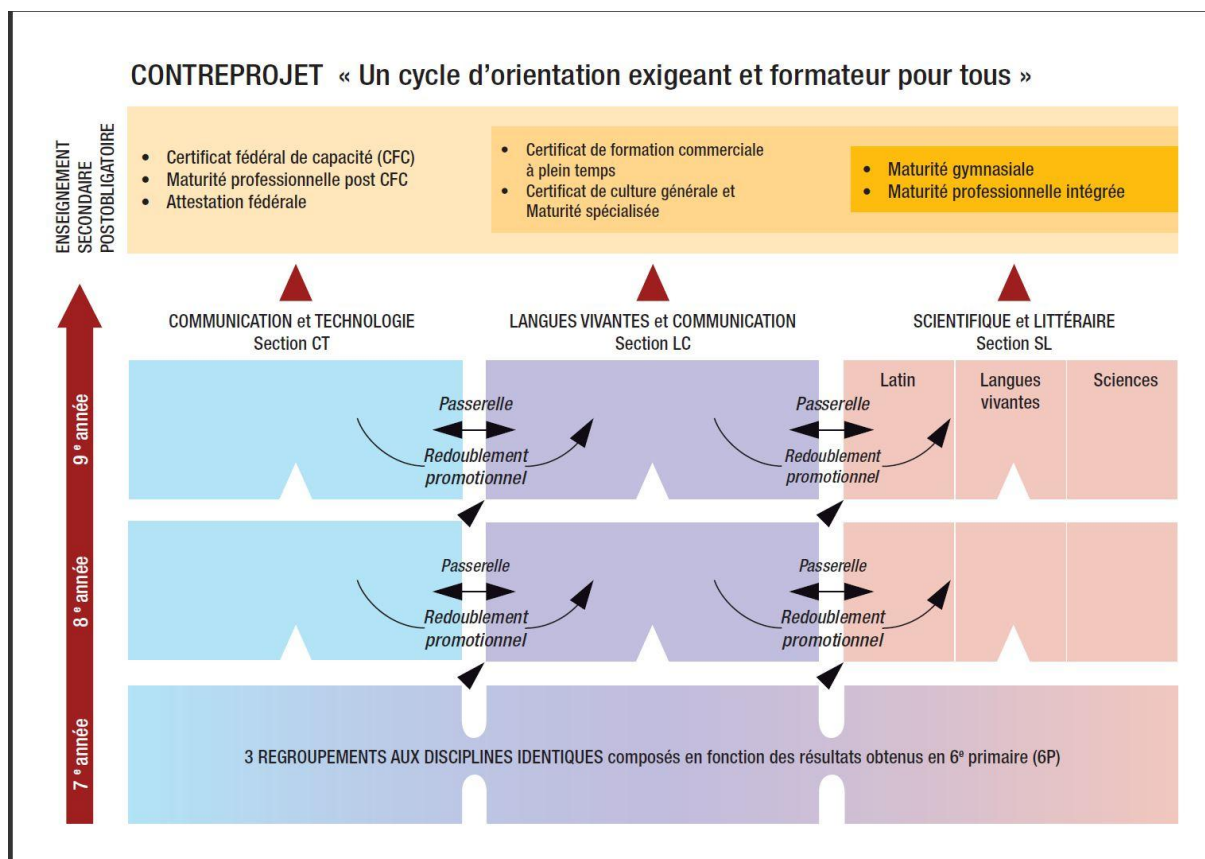 CONTREPROJET « Un cycle d'orientation exigeant et formateur pour tous »
ENSEIGNEMENT
SECONDAIRE
POSTOBLIGATOIRE
• Certificat fédéral de capacité (CFC)
• Maturité professionnelle post CFC
• Attestation fédérale
• Certificat de formation commerciale
à plein temps
• Certificat de culture générale et
Maturité spécialisée
• Maturité gymnasiale
• Maturité professionnelle intégrée
COMMUNICATION et TECHNOLOGIE
Section CT
LANGUES VIVANTES et COMMUNICATION
Section LC
SCIENTIFIQUE et LITTÉRAIRE
Section SL
9e année
Passerelle
Redoublement
promotionnel
Passerelle
Redoublement
promotionnel
Latin
Langues
vivantes
Sciences
8e année
Passerelle
Redoublement
promotionnel
Passerelle
Redoublement
promotionnel
7e année
3 REGROUPEMENTS AUX DISCIPLINES IDENTIQUES composés en fonction des résultats obtenus en 6e primaire (6P)